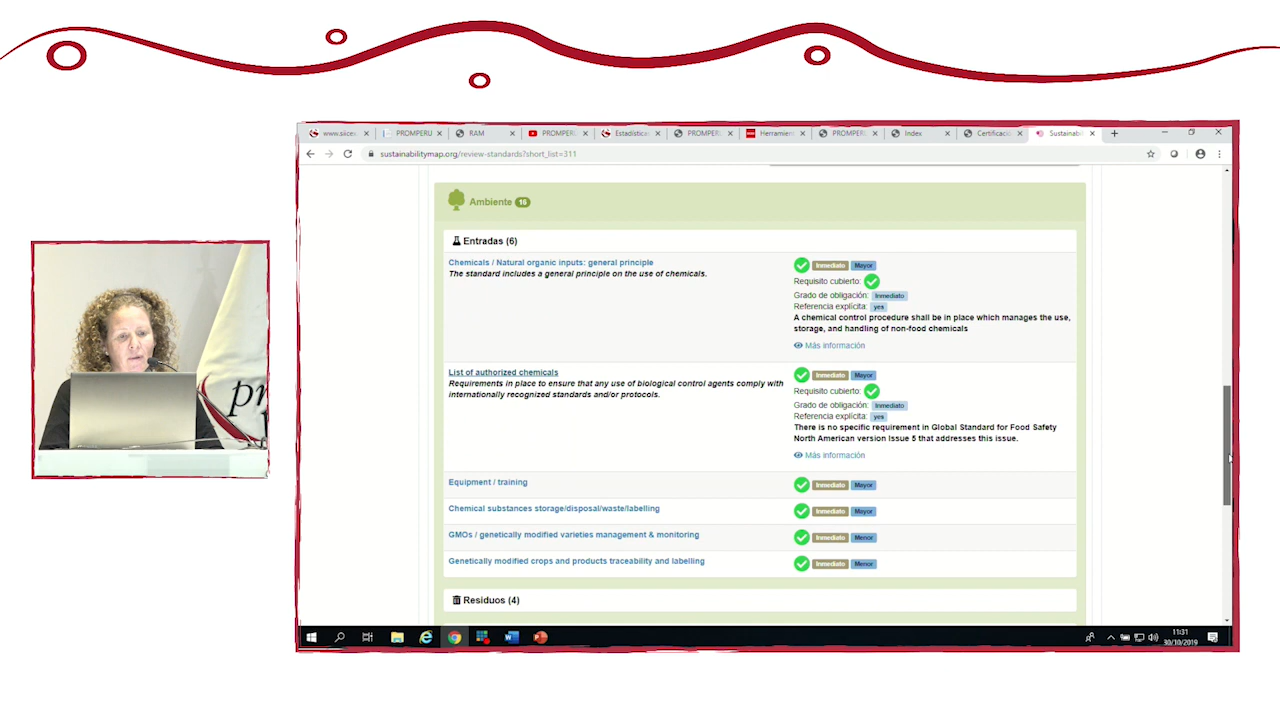 www.siices
PROMPERU
RAM
PROMPER
Estadística
PROMPER
Herramien
PROMPER
Index
Certificació
Sustainabi
sustainabilitymap.org/review-standards?short_list=311
Ambiente 16
Entradas (6)
Chemicals / Natural organic inputs: general principle
The standard includes a general principle on the use of chemicals.
Inmediato Mayor
Requisito cubierto:
Grado de obligación: Inmediato
Referencia explícita: yes
A chemical control procedure shall be in place which manages the use,
storage, and handling of non-food chemicals
Más información
List of authorized chemicals
Requirements in place to ensure that any use of biological control agents comply with
internationally recognized standards and/or protocols.
Inmediato Mayor
Requisito cubierto:
Grado de obligación: Inmediato
Referencia explícita: yes
There is no specific requirement in Global Standard for Food Safety
North American version Issue 5 that addresses this issue.
Más información
Equipment / training
Inmediato Mayor
Chemical substances storage/disposal/waste/labelling
Inmediato Mayor
GMOs / genetically modified varieties management & monitoring
Inmediato Menor
Genetically modified crops and products traceability and labelling
Inmediato Menor
Residuos (4)
11:31
30/10/2019
pr